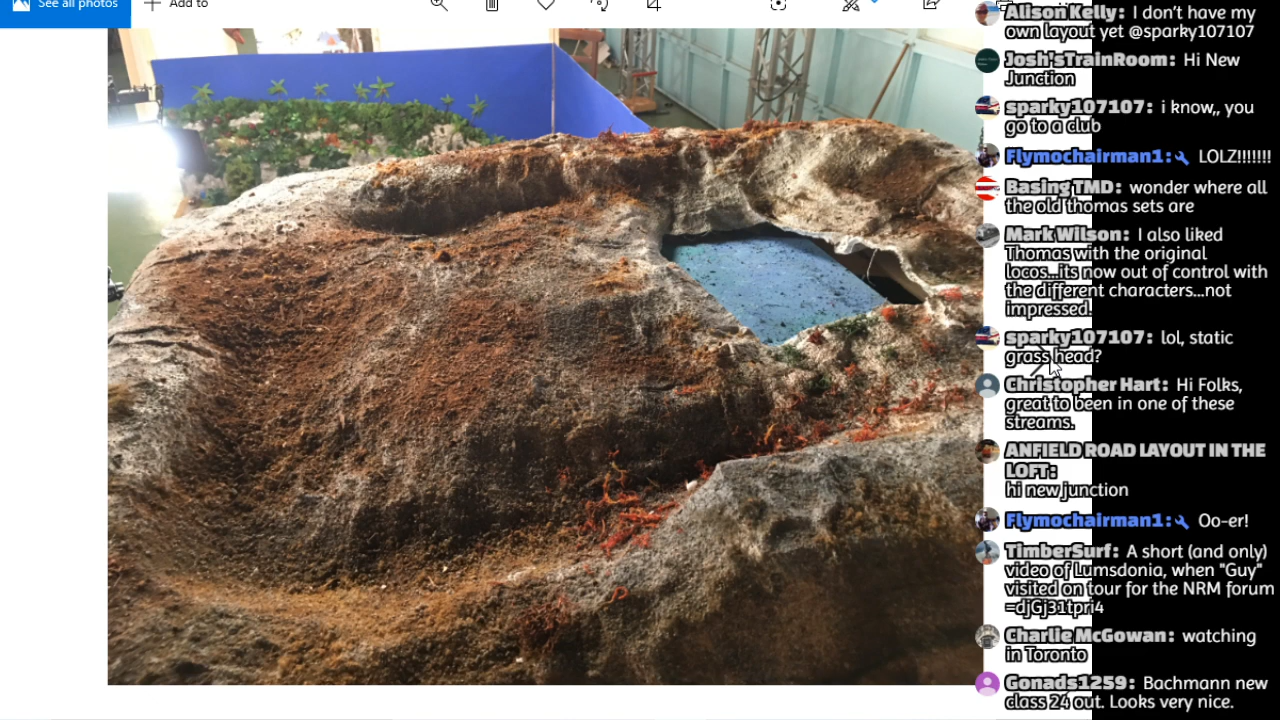 See all photos
Add to
Alison Kelly: I don't have my
own layout yet @sparky107107
Josh'sTrainRoom: Hi New
Junction
sparky107107: i know,, you
go to a club
Flymochairman1: LOLZ!!!!!!!
Basing TMD: wonder where all
the old thomas sets are
Mark Wilson: I also liked
Thomas with the original
locos...its now out of control with
the different characters...not
impressed.
sparky107107: lol, static
grass head?
Christopher Hart: Hi Folks,
great to been in one of these
streams.
ANFIELD ROAD LAYOUT IN THE
LOFT:
hi new junction
Flymochairman1: Oo-er!
TimberSurf: A short (and only)
video of Lumsdonia, when "Guy"
visited on tour for the NRM forum
=djGj31tpri4
Charlie McGowan: watching
in Toronto
Gonads1259: Bachmann new
class 24 out. Looks very nice.